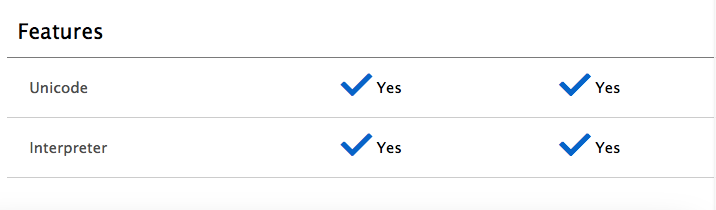 Features
Unicode Yes Yes
Interpreter Yes Yes